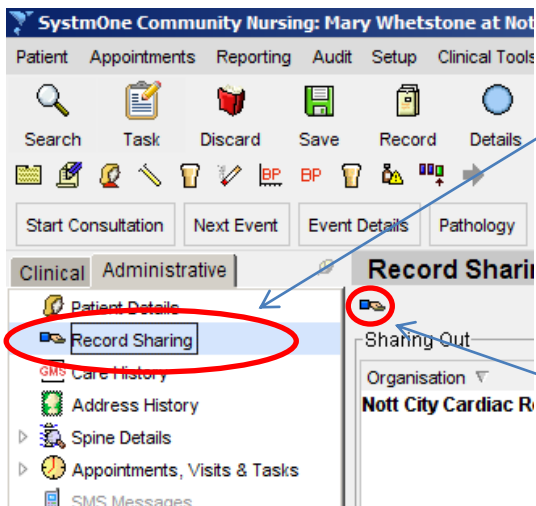 SystmOne Community Nursing: Mary Whetstone at Not
Patient Appointments Reporting Audit Setup Clinical Tools
Search Task Discard Save Record Details
BP BP
Start Consultation Next Event Event Details Pathology
Clinical Administrative Record Sharin
Patient Details
Record Sharing Sharing Out
GMS Care History Organisation
Address History Nott City Cardiac Re
Spine Details
Appointments, Visits & Tasks
SMS Messages